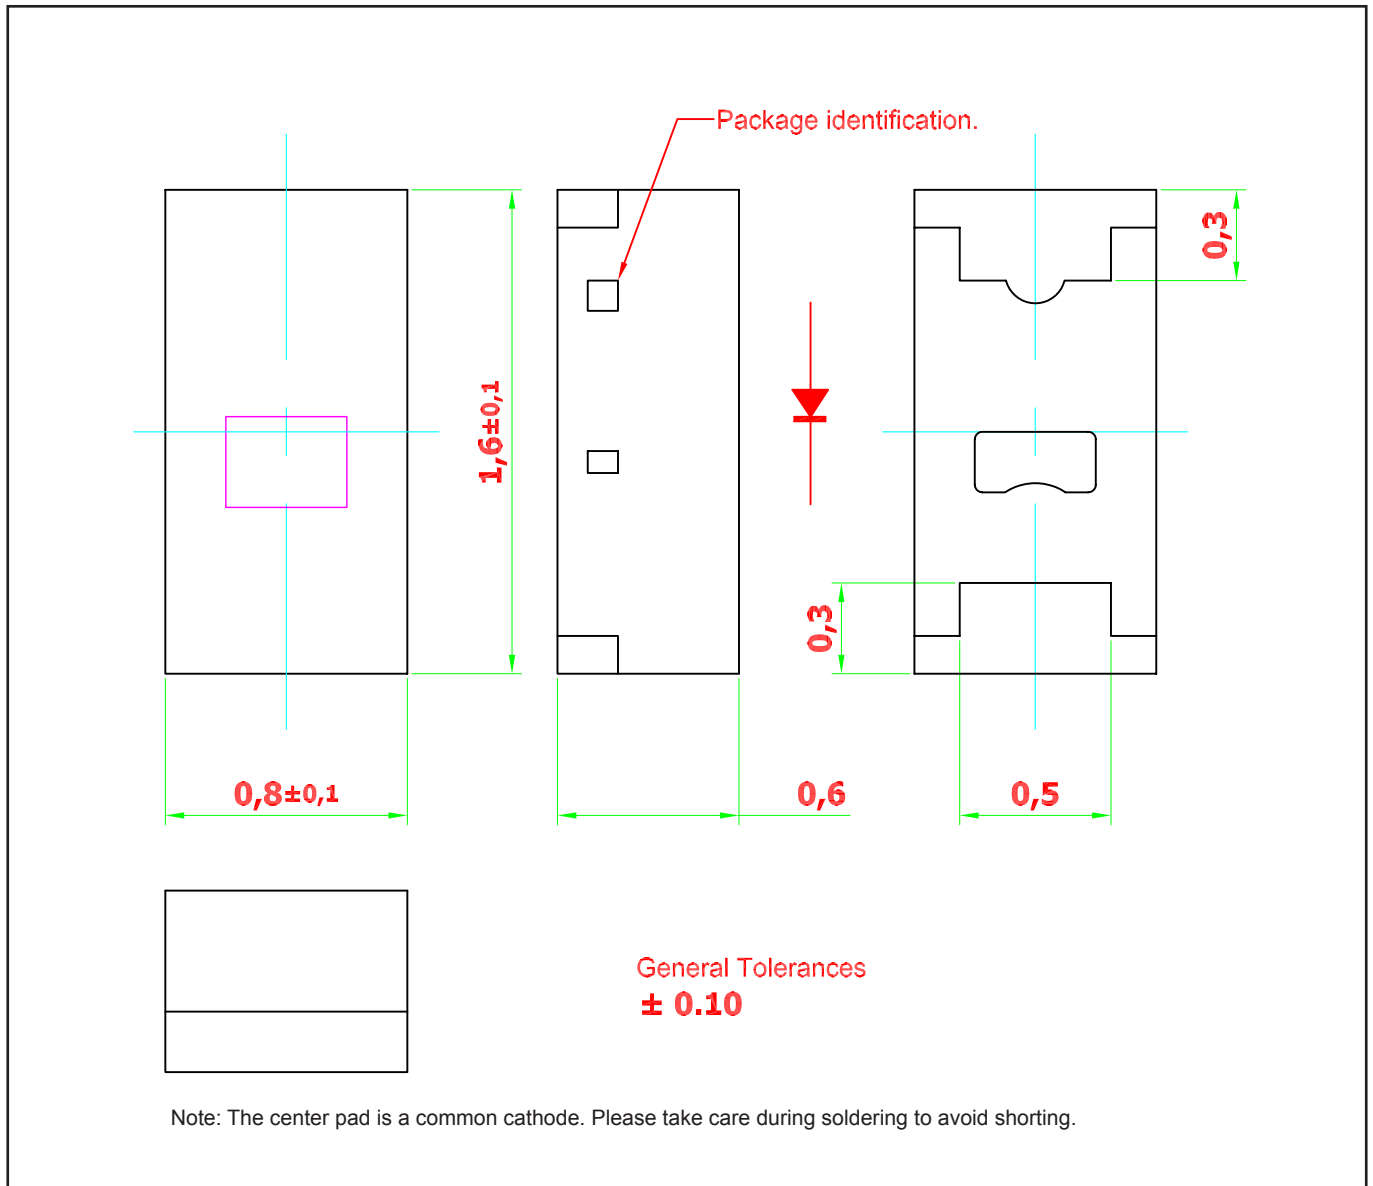 Package identification.
0,3
1,6±0,1
0,3
0,8±0,1
0,6
0,5
General Tolerances
± 0.10
Note: The center pad is a common cathode. Please take care during soldering to avoid shorting.